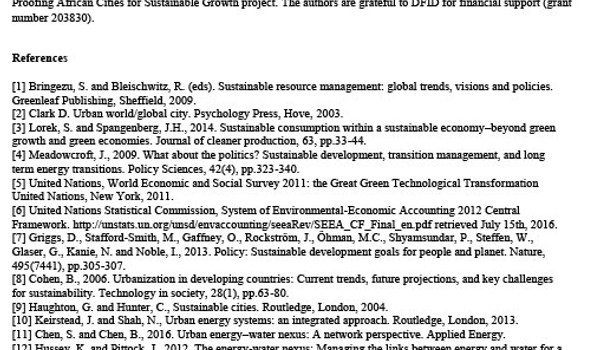 Proofing African Cities for Sustainable Growth project. The authors are grateful to DFID for financial support (grant
number 203830).
References
[1] Bringezu, S. and Bleischwitz, R. (eds). Sustainable resource management: global trends, visions and policies.
Greenleaf Publishing, Sheffield, 2009.
[2] Clark D. Urban world/global city. Psychology Press, Hove, 2003.
[3] Lorek, S. and Spangenberg, J.H., 2014. Sustainable consumption within a sustainable economy–beyond green
growth and green economies. Journal of cleaner production, 63, pp.33-44.
[4] Meadowcroft, J., 2009. What about the politics? Sustainable development, transition management, and long
term energy transitions. Policy Sciences, 42(4), pp.323-340.
[5] United Nations, World Economic and Social Survey 2011: the Great Green Technological Transformation
United Nations, New York, 2011.
[6] United Nations Statistical Commission, System of Environmental-Economic Accounting 2012 Central
Framework. http://unstats.un.org/unsd/envaccounting/seeaRev/SEEA_CF_Final_en.pdf retrieved July 15th, 2016.
[7] Griggs, D., Stafford-Smith, M., Gaffney, O., Rockström, J., Öhman, M.C., Shyamsundar, P., Steffen, W.,
Glaser, G., Kanie, N. and Noble, I., 2013. Policy: Sustainable development goals for people and planet. Nature,
495(7441), pp.305-307.
[8] Cohen, B., 2006. Urbanization in developing countries: Current trends, future projections, and key challenges
for sustainability. Technology in society, 28(1), pp.63-80.
[9] Haughton, G. and Hunter, C., Sustainable cities. Routledge, London, 2004.
[10] Keirstead, J. and Shah, N., Urban energy systems: an integrated approach. Routledge, London, 2013.
[11] Chen, S. and Chen, B., 2016. Urban energy–water nexus: A network perspective. Applied Energy.
[12] Hussey, K. and Pittock, J., 2012. The energy-water nexus: Managing the links between energy and water for a